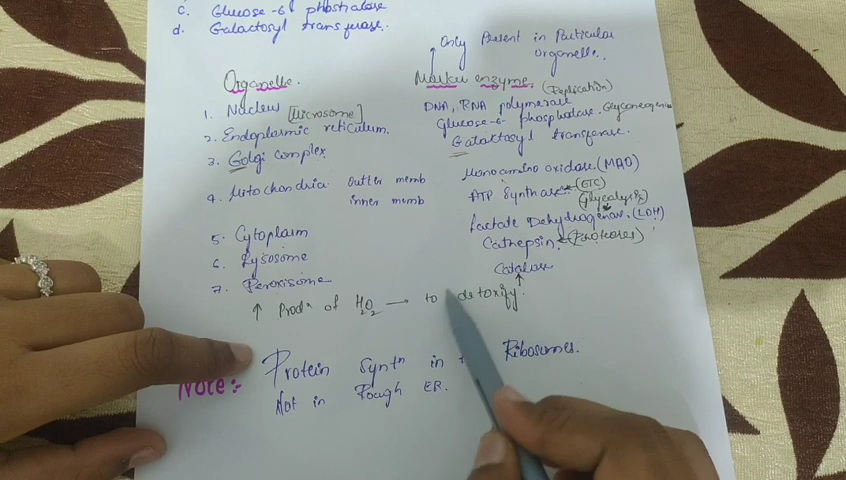 c. Glucose-6 phosphatase
d. Galactosyl transferase.
Only Present in Particular
organelle.
Organelle. Marker enzyme.
1. Nucleus DNA, RNA polymerase (Replication)
[Microsome]
2. Endoplasmic reticulum. Glucose-6- phosphatase.
3. Golgi complex Galactosyl transferase.
4. Mitochondria outter memb Monoamino oxidase (MAO)
inner memb ATP Synthase (ETC)
(Glycolysis)
5. Cytoplasm Lactate Dehydrogenase. (LDH)
6. Lysosome Cathepsin. (Proteases)
7. Peroxisome Catalase
↑ Prodⁿ of H2O2 → to detoxify.
Note:- Protein Syntⁿ in Ribosomes.
Not in Rough ER.